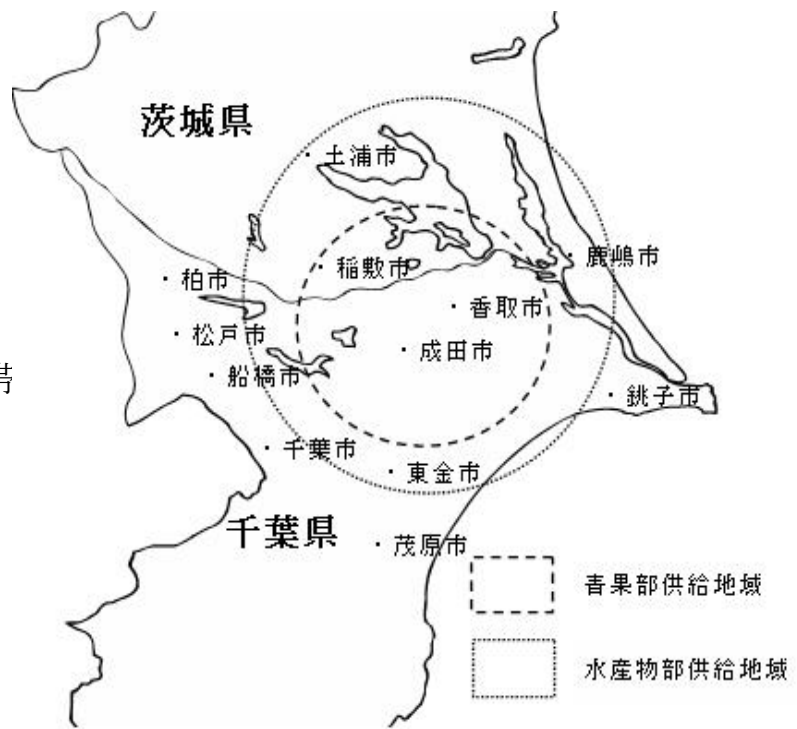 茨城県
土浦市
鹿嶋市
稲敷市
柏市
香取市
松戸市
成田市
帯
船橋市
銚子市
千葉市
東金市
千葉県
茂原市
青果部供給地域
水産物部供給地域